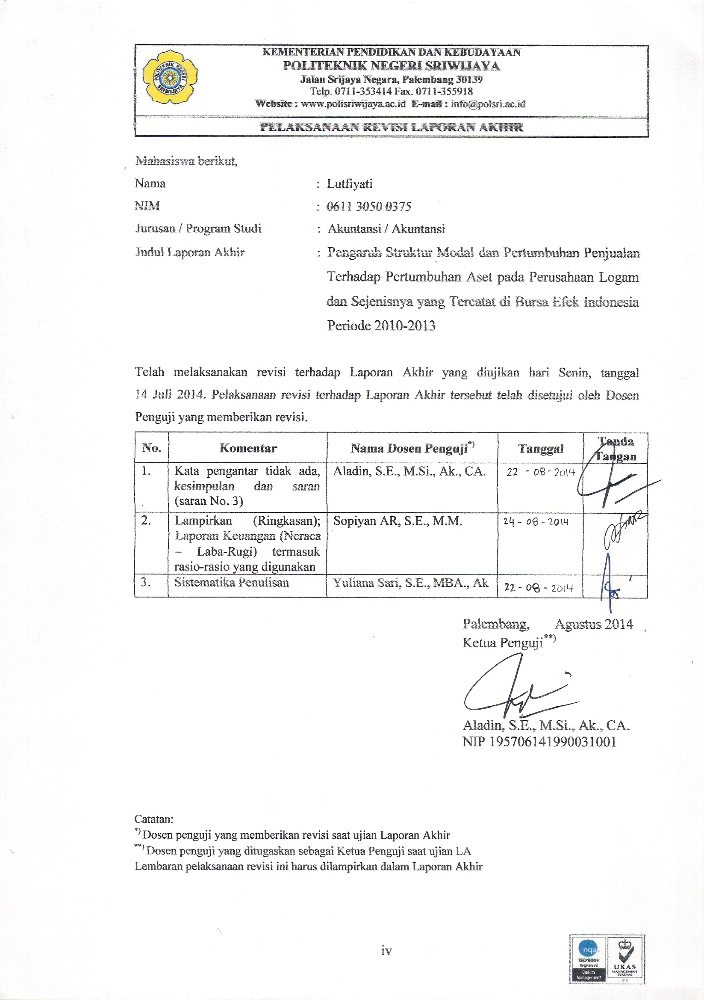 KEMENTERIAN PENDIDIKAN DAN KEBUDAYAAN
POLITEKNIK NEGERI SRIWIJAYA
Jalan Srijaya Negara, Palembang 30139
Telp. 0711-353414 Fax. 0711-355918
Website : www.polisriwijaya.ac.id E-mail : info@polsri.ac.id
POLITEKNIK NEGERI
SRIWIJAYA
PELAKSANAAN REVISI LAPORAN AKHIR
Mahasiswa berikut,
Nama : Lutfiyati
NIM : 0611 3050 0375
Jurusan / Program Studi : Akuntansi / Akuntansi
Judul Laporan Akhir : Pengaruh Struktur Modal dan Pertumbuhan Penjualan
Terhadap Pertumbuhan Aset pada Perusahaan Logam
dan Sejenisnya yang Tercatat di Bursa Efek Indonesia
Periode 2010-2013
Telah melaksanakan revisi terhadap Laporan Akhir yang diujikan hari Senin, tanggal
14 Juli 2014. Pelaksanaan revisi terhadap Laporan Akhir tersebut telah disetujui oleh Dosen
Penguji yang memberikan revisi.
No. Komentar Nama Dosen Penguji*) Tanggal Tanda
Tangan
1. Kata pengantar tidak ada, Aladin, S.E., M.Si., Ak., CA. 22 - 08 - 2014
kesimpulan dan saran
(saran No. 3)
2. Lampirkan (Ringkasan); Sopiyan AR, S.E., M.M. 24 - 08 - 2014
Laporan Keuangan (Neraca
– Laba-Rugi) termasuk
rasio-rasio yang digunakan
3. Sistematika Penulisan Yuliana Sari, S.E., MBA., Ak 22 - 08 - 2014
Palembang, Agustus 2014
Ketua Penguji**)
Aladin, S.E., M.Si., Ak., CA.
NIP 195706141990031001
Catatan:
*) Dosen penguji yang memberikan revisi saat ujian Laporan Akhir
**) Dosen penguji yang ditugaskan sebagai Ketua Penguji saat ujian LA
Lembaran pelaksanaan revisi ini harus dilampirkan dalam Laporan Akhir
iv
nqa.
ISO 9001
Registered
Quality
Management
UKAS
MANAGEMENT
SYSTEMS
015